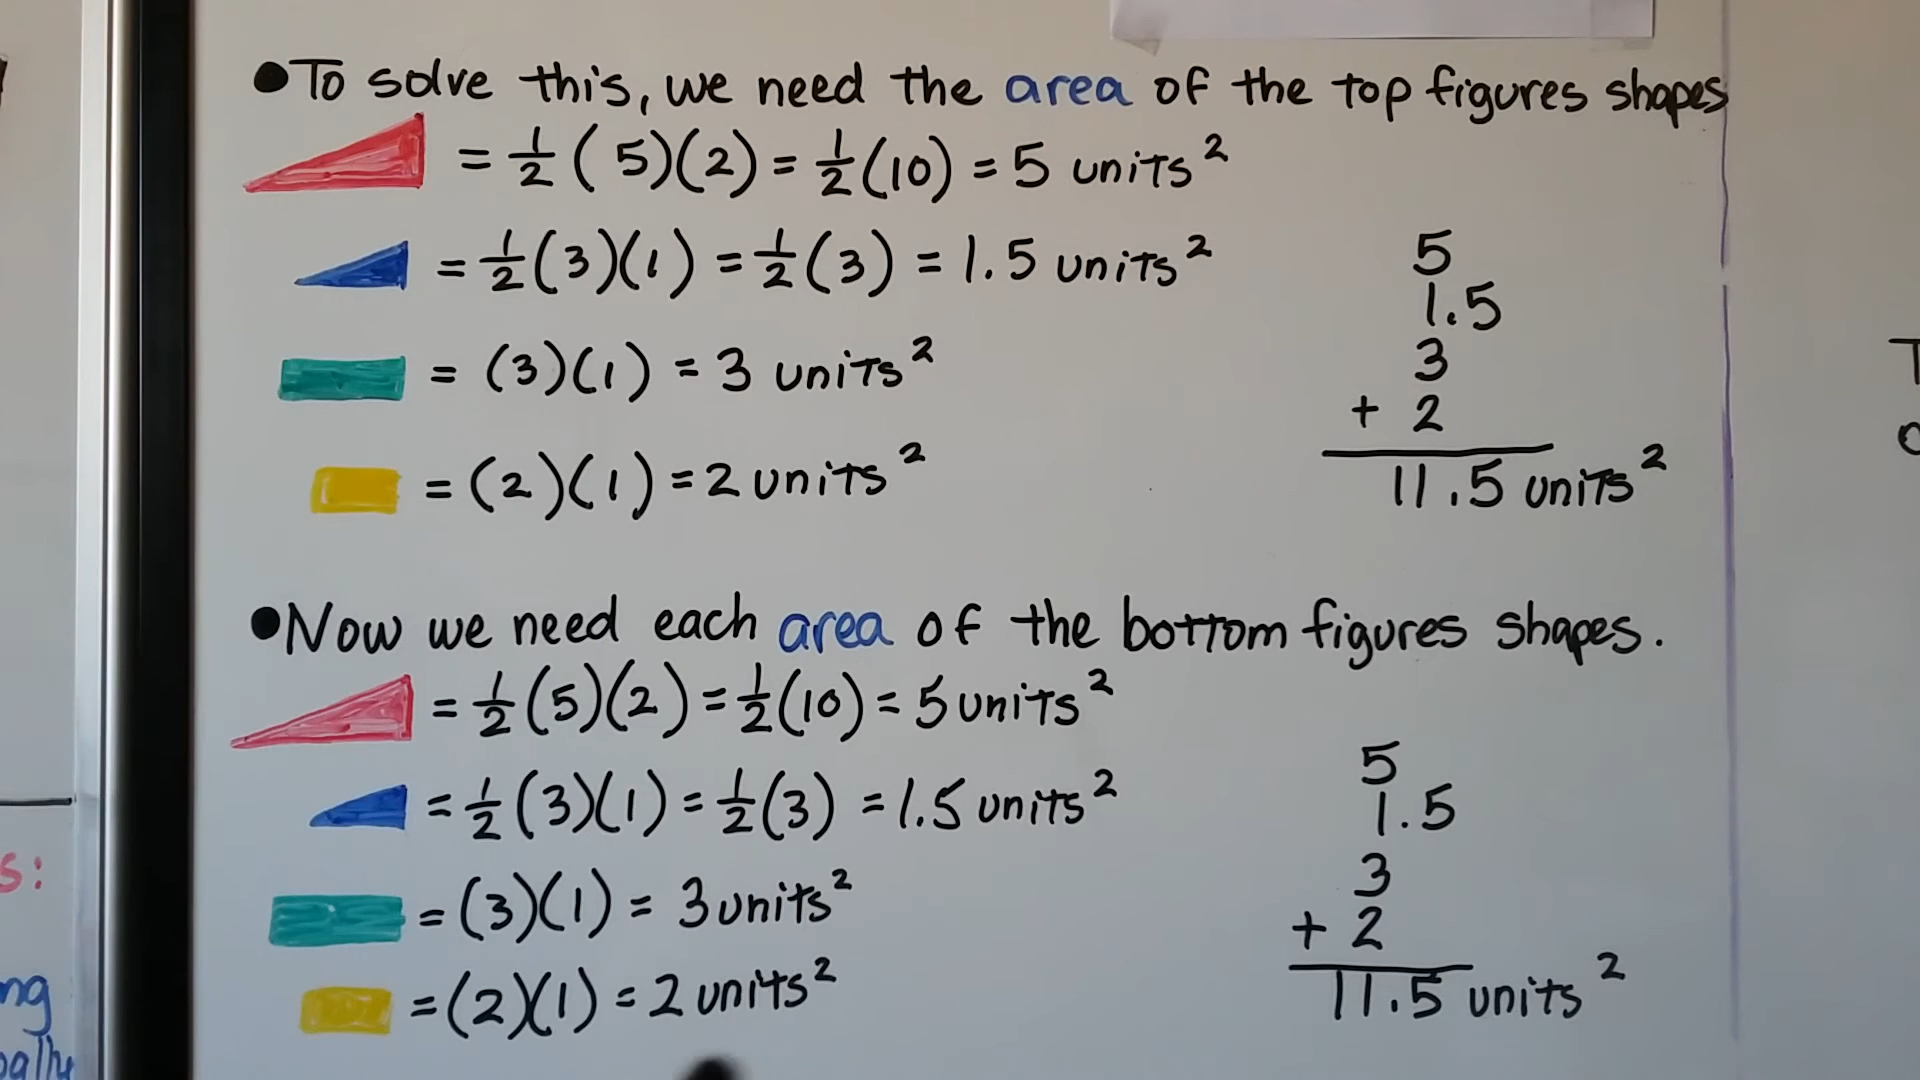 •To solve this, we need the area of the top figures shapes
= 1/2 (5)(2) = 1/2 (10) = 5 units²
= 1/2 (3)(1) = 1/2 (3) = 1.5 units²
= (3)(1) = 3 units²
= (2)(1) = 2 units²
5
1.5
3
+ 2
11.5 units²
•Now we need each area of the bottom figures shapes.
= 1/2 (5)(2) = 1/2 (10) = 5 units²
= 1/2 (3)(1) = 1/2 (3) = 1.5 units²
= (3)(1) = 3 units²
= (2)(1) = 2 units²
5
1.5
3
+ 2
11.5 units²
s:
ng